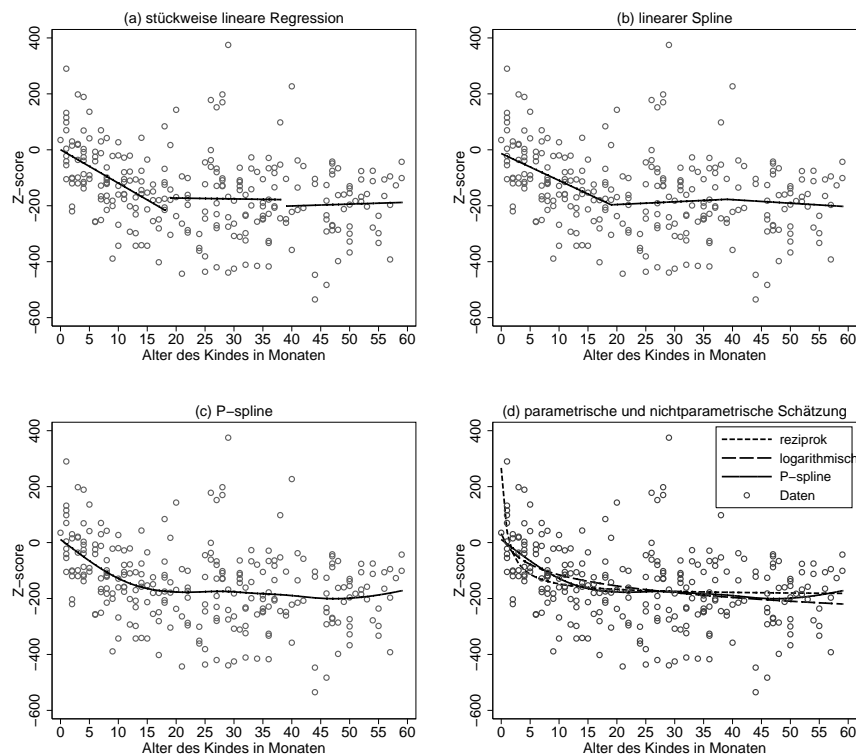 (a) stückweise lineare Regression
Z−score
400
200
0
−200
−400
−600
0 5 10 15 20 25 30 35 40 45 50 55 60
Alter des Kindes in Monaten
(b) linearer Spline
Z−score
400
200
0
−200
−400
−600
0 5 10 15 20 25 30 35 40 45 50 55 60
Alter des Kindes in Monaten
(c) P−spline
Z−score
400
200
0
−200
−400
−600
0 5 10 15 20 25 30 35 40 45 50 55 60
Alter des Kindes in Monaten
(d) parametrische und nichtparametrische Schätzung
Z−score
400
200
0
−200
−400
−600
0 5 10 15 20 25 30 35 40 45 50 55 60
Alter des Kindes in Monaten
reziprok
logarithmisch
P−spline
Daten